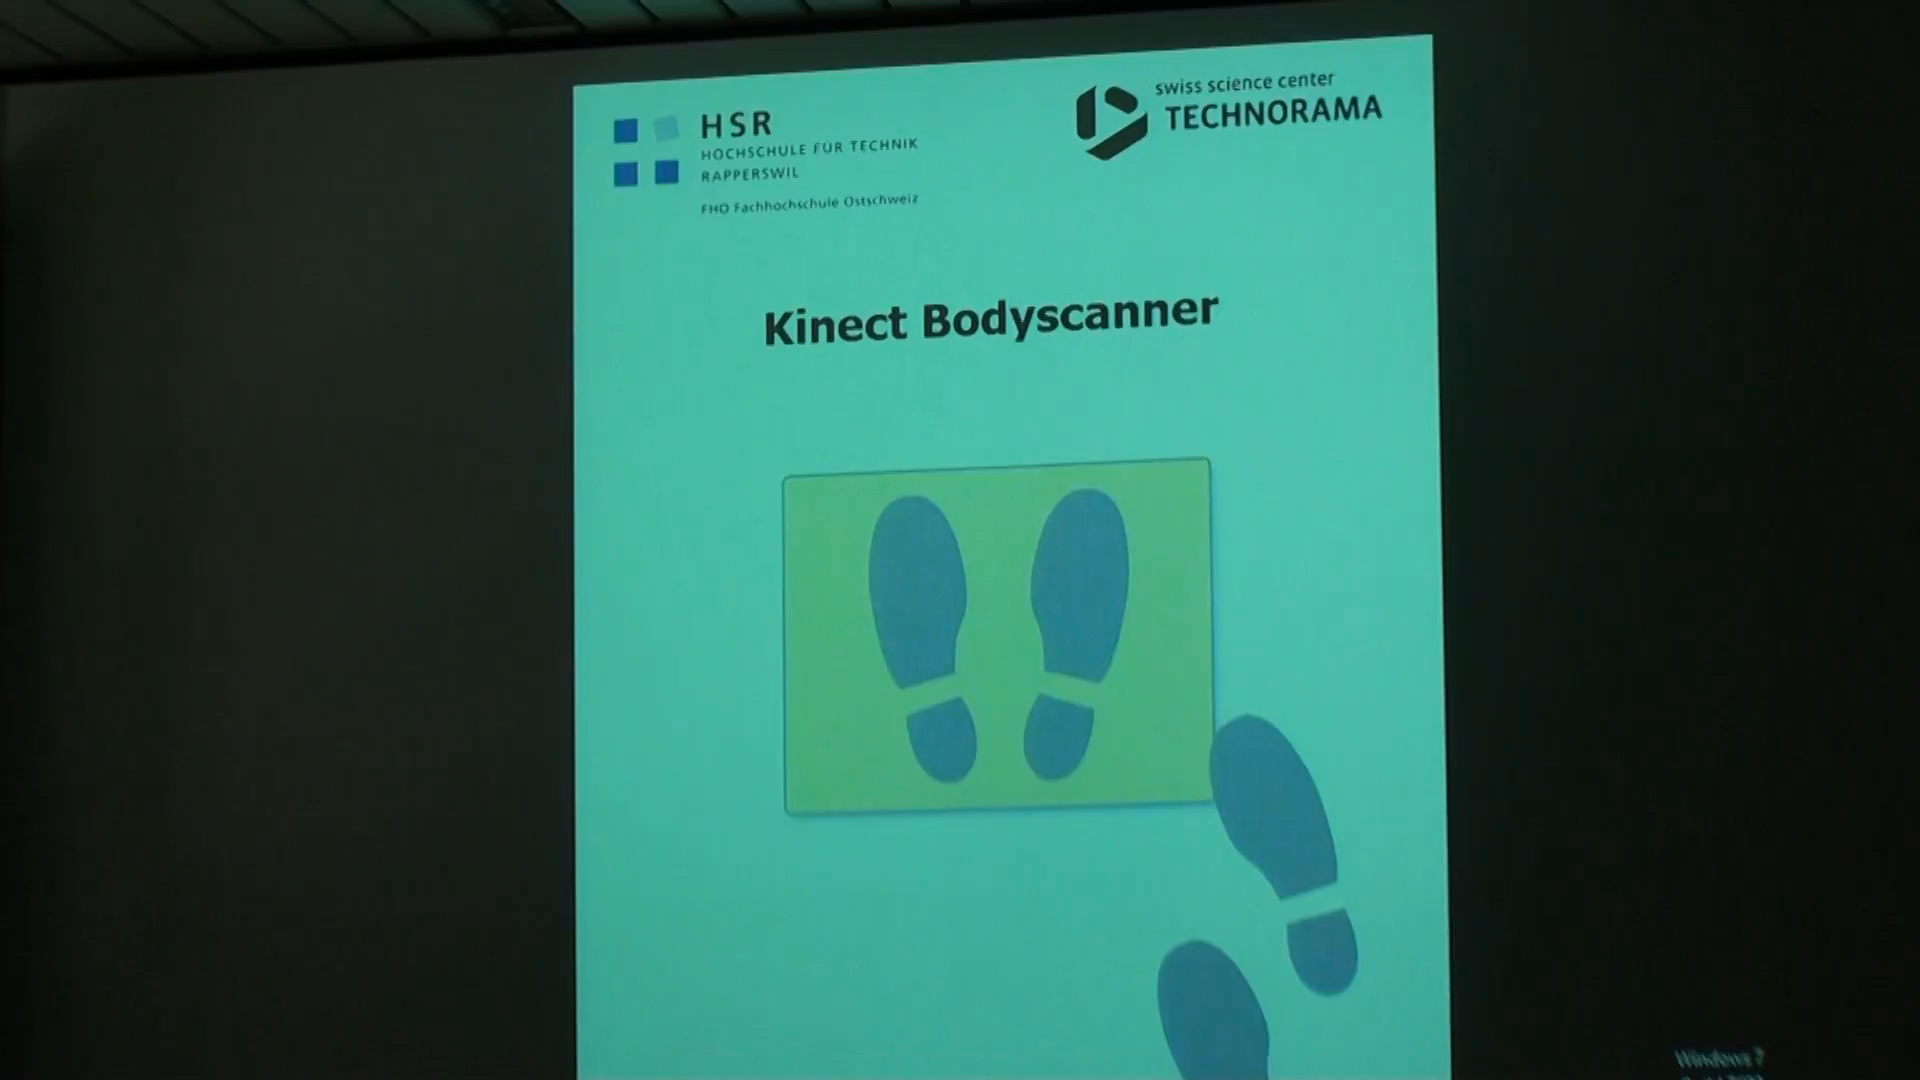 HSR
HOCHSCHULE FÜR TECHNIK
RAPPERSWIL
FHO Fachhochschule Ostschweiz
swiss science center
TECHNORAMA
Kinect Bodyscanner
Windows 7